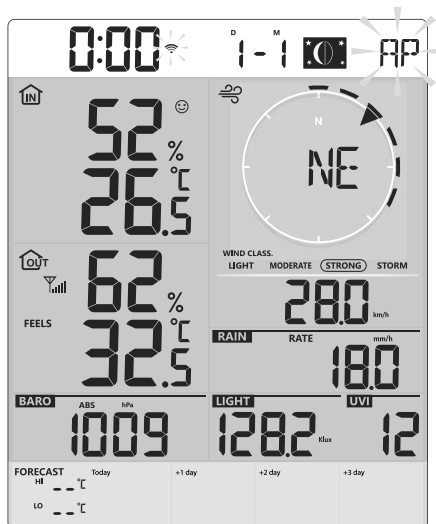 D M
0:00 1-1 AP
IN
52%
26.5°C
N
NE
WIND CLASS.
LIGHT MODERATE STRONG STORM
28.0 km/h
OUT
62%
FEELS
32.5°C
RAIN RATE mm/h
18.0
BARO ABS hPa
1009
LIGHT
128.2 Klux
UVI
12
FORECAST Today +1 day +2 day +3 day
HI --°C
LO --°C